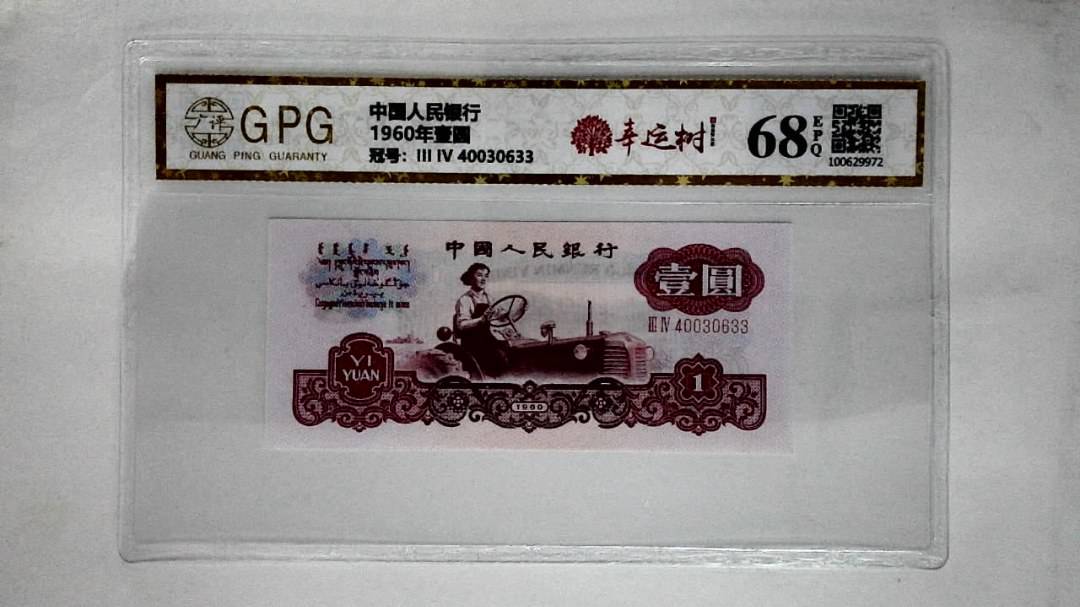 广评
GPG
GUANG PING GUARANTY
中国人民银行
1960年壹圆
冠号：III IV 40030633
幸运树
68
EPQ
100629972
中國人民銀行
壹圓
III IV 40030633
YI
YUAN
1960
1